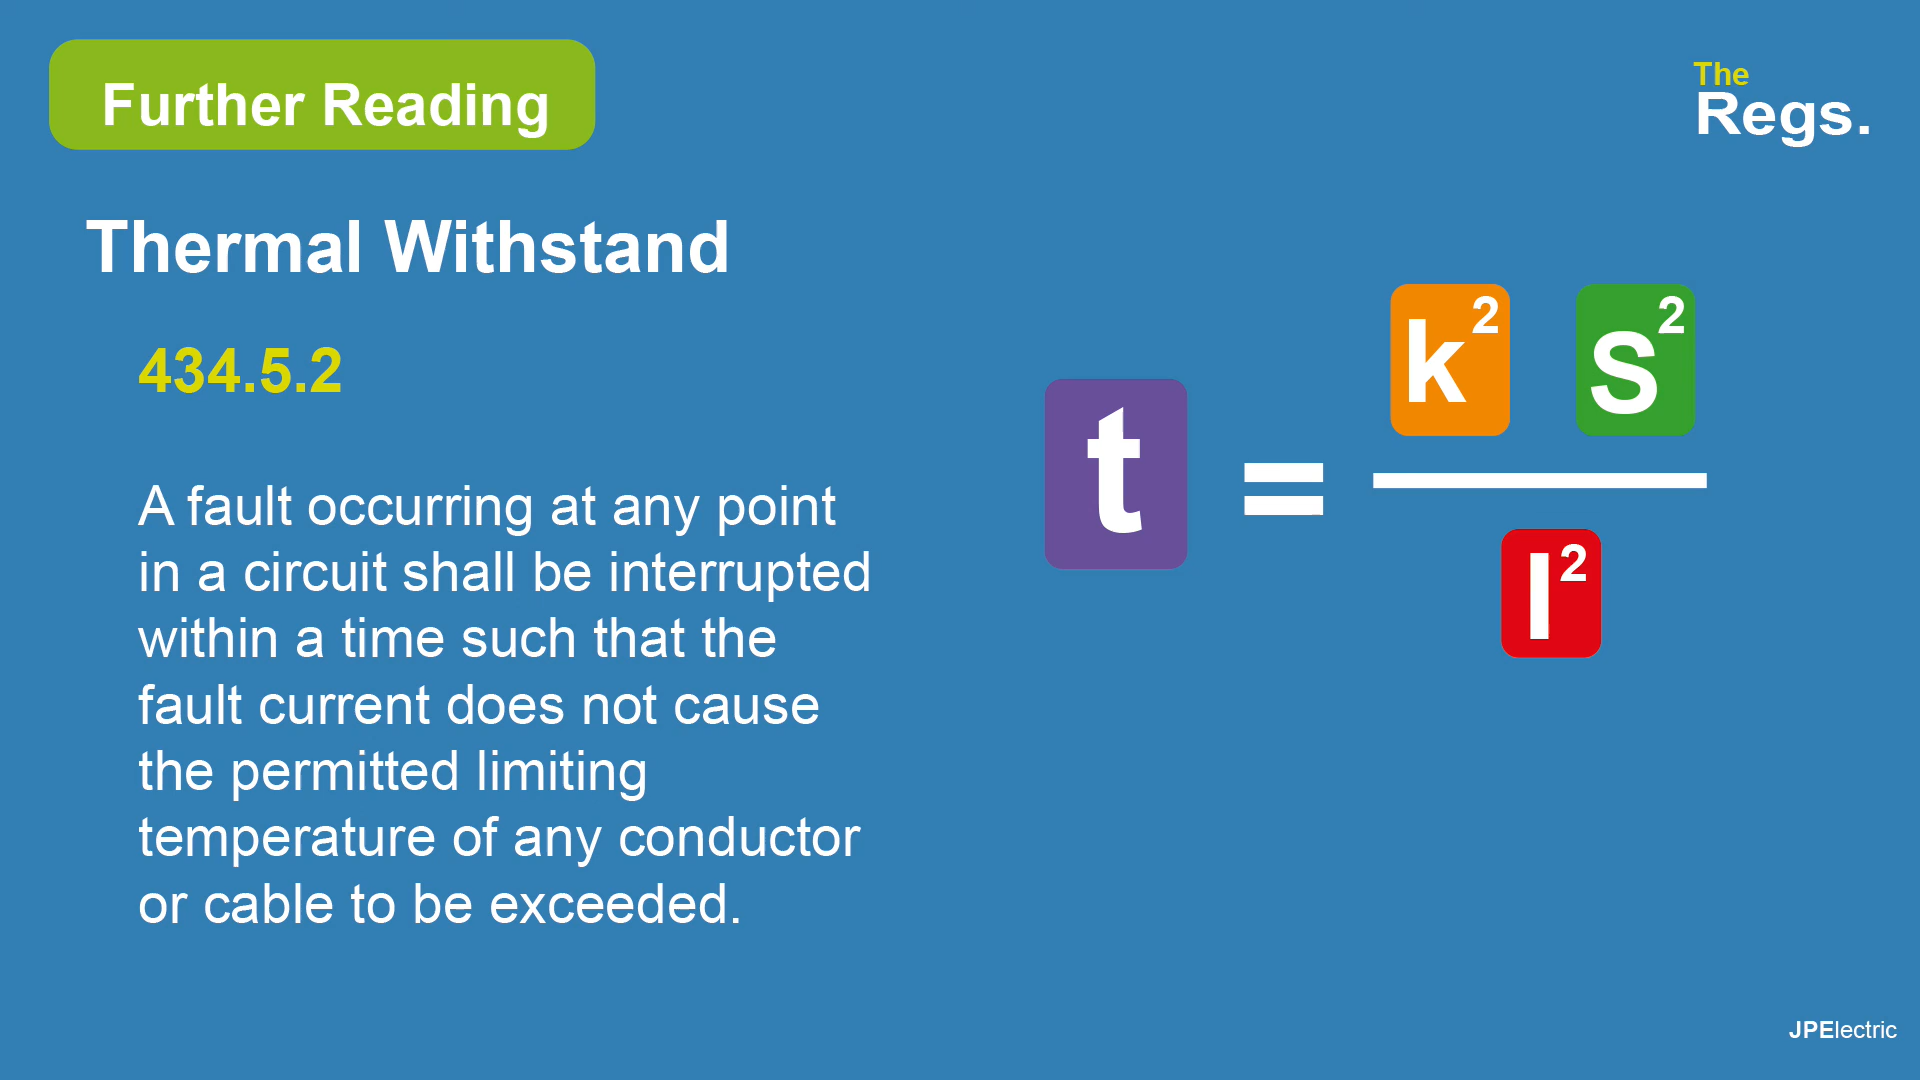 Further Reading
The
Regs.
Thermal Withstand
434.5.2
A fault occurring at any point
in a circuit shall be interrupted
within a time such that the
fault current does not cause
the permitted limiting
temperature of any conductor
or cable to be exceeded.
t = k² s²
I²
JPElectric